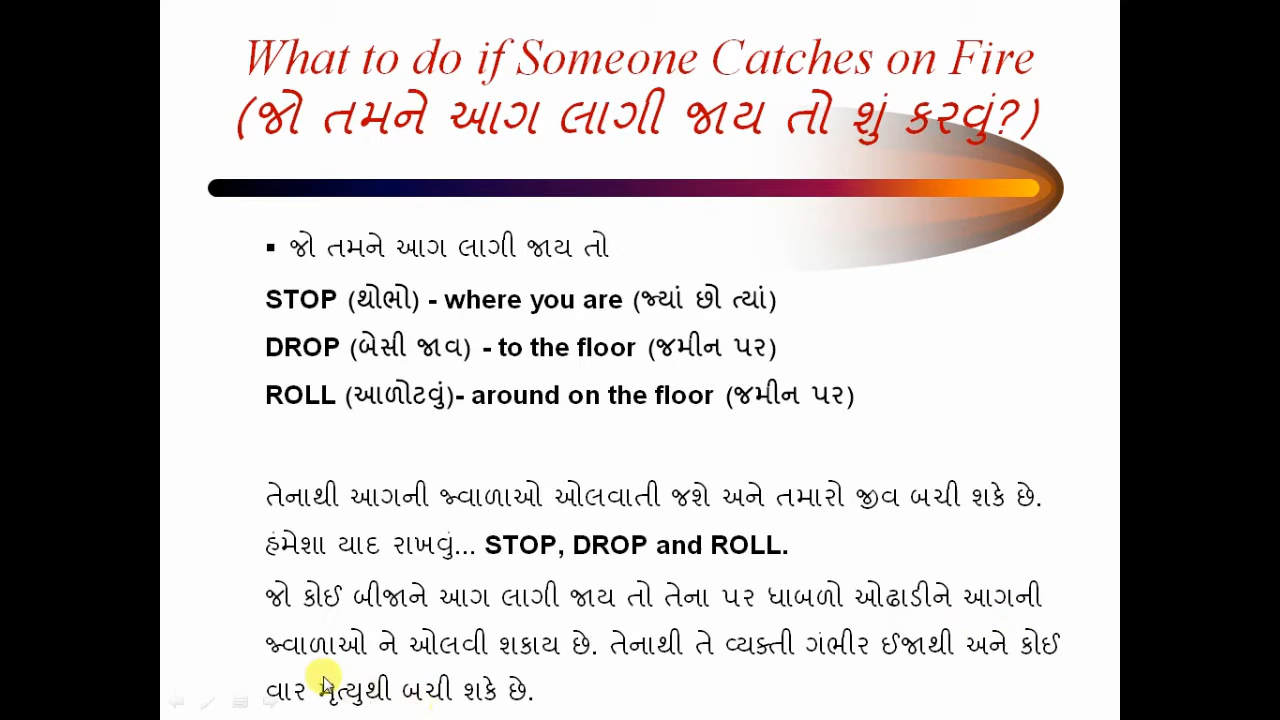 What to do if Someone Catches on Fire
(જો તમને આગ લાગી જાય તો શું કરવું?)
▪ જો તમને આગ લાગી જાય તો
STOP (થોભો) - where you are (જ્યાં છો ત્યાં)
DROP (બેસી જાવ) - to the floor (જમીન પર)
ROLL (આળોટવું)- around on the floor (જમીન પર)
તેનાથી આગની જ્વાળાઓ ઓલવાતી જશે અને તમારો જીવ બચી શકે છે.
હંમેશા યાદ રાખવું... STOP, DROP and ROLL.
જો કોઈ બીજાને આગ લાગી જાય તો તેના પર ધાબળો ઓઢાડીને આગની
જ્વાળાઓ ને ઓલવી શકાય છે. તેનાથી તે વ્યક્તી ગંભીર ઈજાથી અને કોઈ
વાર મૃત્યુથી બચી શકે છે.